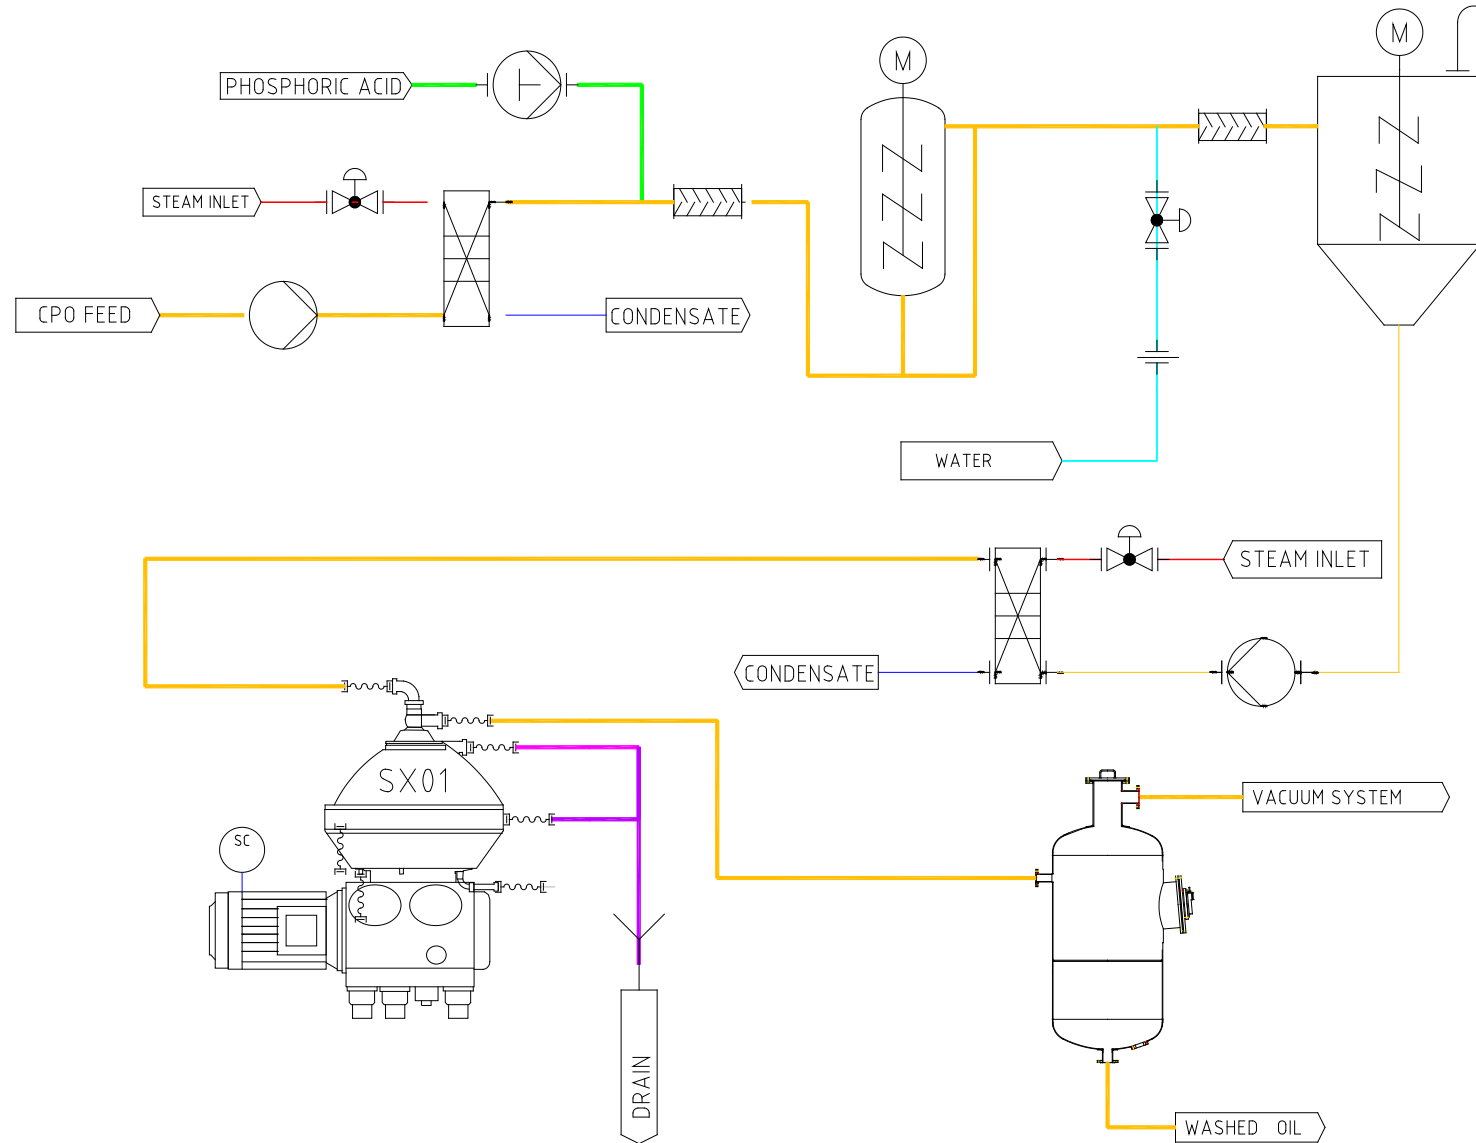 M
M
PHOSPHORIC ACID
STEAM INLET
CPO FEED
CONDENSATE
WATER
STEAM INLET
CONDENSATE
SX01
VACUUM SYSTEM
SC
DRAIN
WASHED OIL